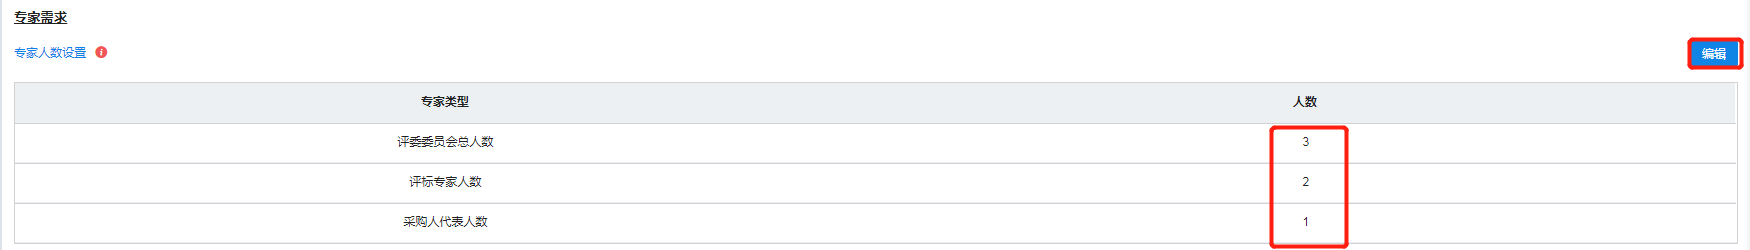 专家需求
专家人数设置
编辑
专家类型 人数
评委委员会总人数 3
评标专家人数 2
采购人代表人数 1